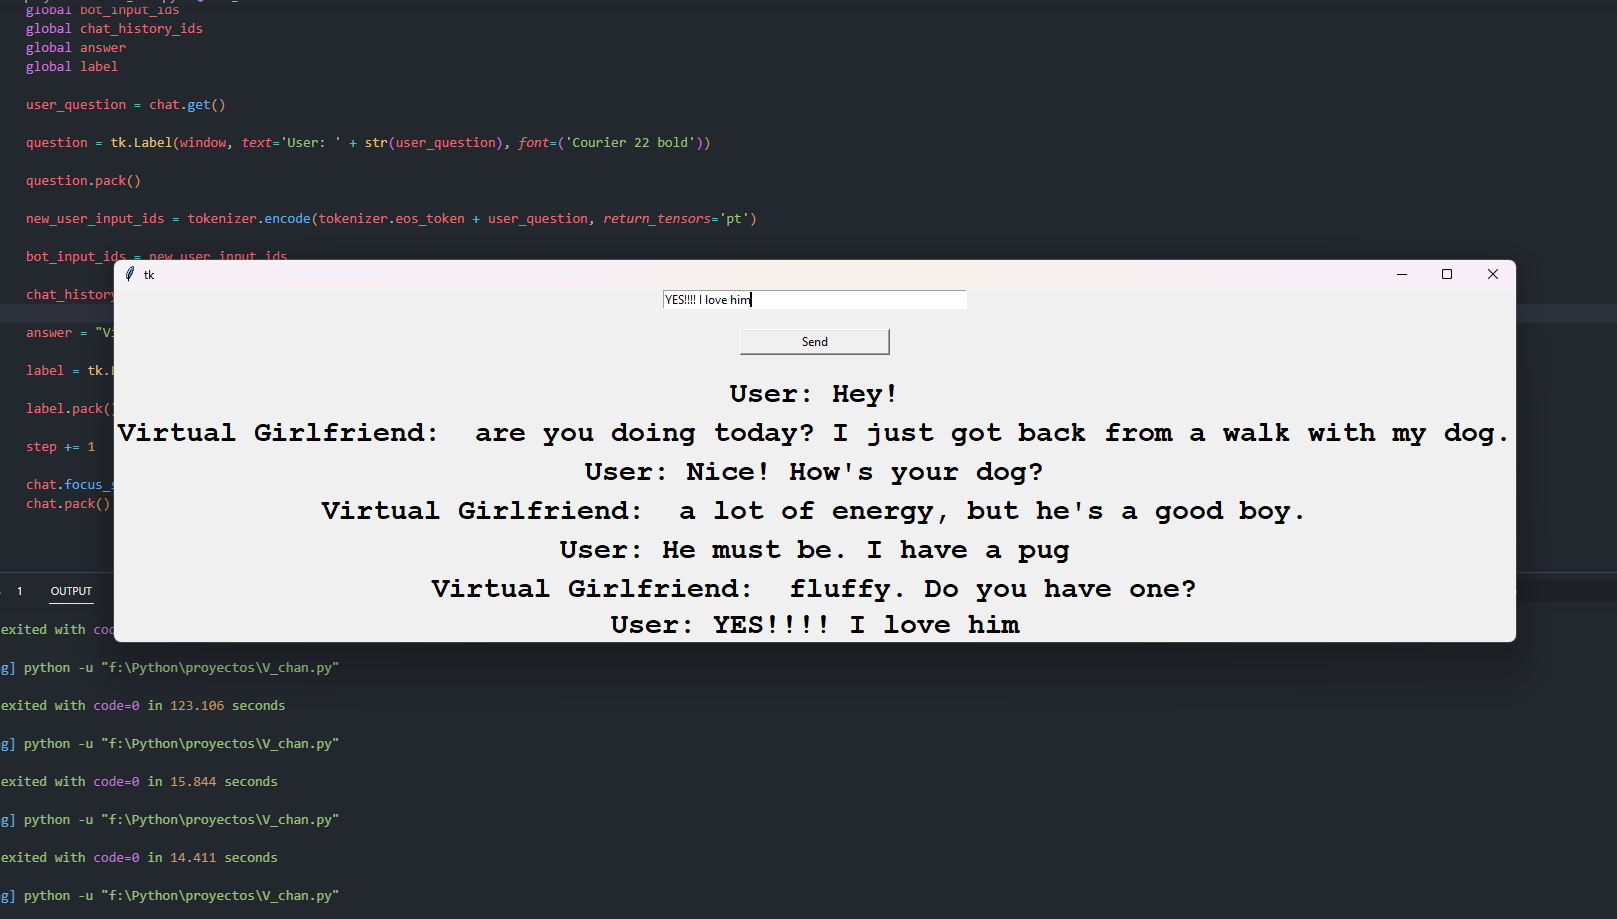 global bot_input_ids
global chat_history_ids
global answer
global label
user_question = chat.get()
question = tk.Label(window, text='User: ' + str(user_question), font=('Courier 22 bold'))
question.pack()
new_user_input_ids = tokenizer.encode(tokenizer.eos_token + user_question, return_tensors='pt')
bot_input_ids = new_user_input_ids
chat_history
answer = "Vi
label = tk.
label.pack()
step += 1
chat.focus_s
chat.pack()
tk
YES!!!! I love him
Send
User: Hey!
Virtual Girlfriend:  are you doing today? I just got back from a walk with my dog.
User: Nice! How's your dog?
Virtual Girlfriend:  a lot of energy, but he's a good boy.
User: He must be. I have a pug
Virtual Girlfriend:  fluffy. Do you have one?
User: YES!!!! I love him
1 OUTPUT
exited with cod
g] python -u "f:\Python\proyectos\V_chan.py"
exited with code=0 in 123.106 seconds
g] python -u "f:\Python\proyectos\V_chan.py"
exited with code=0 in 15.844 seconds
g] python -u "f:\Python\proyectos\V_chan.py"
exited with code=0 in 14.411 seconds
g] python -u "f:\Python\proyectos\V_chan.py"